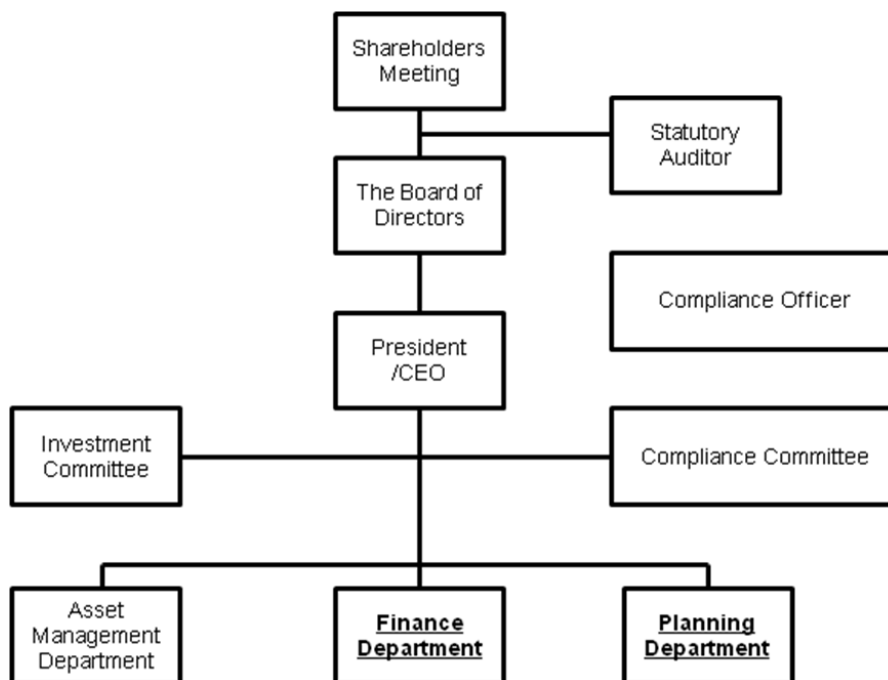 Shareholders
Meeting
Statutory
Auditor
The Board of
Directors
Compliance Officer
President
/CEO
Investment
Committee
Compliance Committee
Asset
Management
Department
Finance
Department
Planning
Department